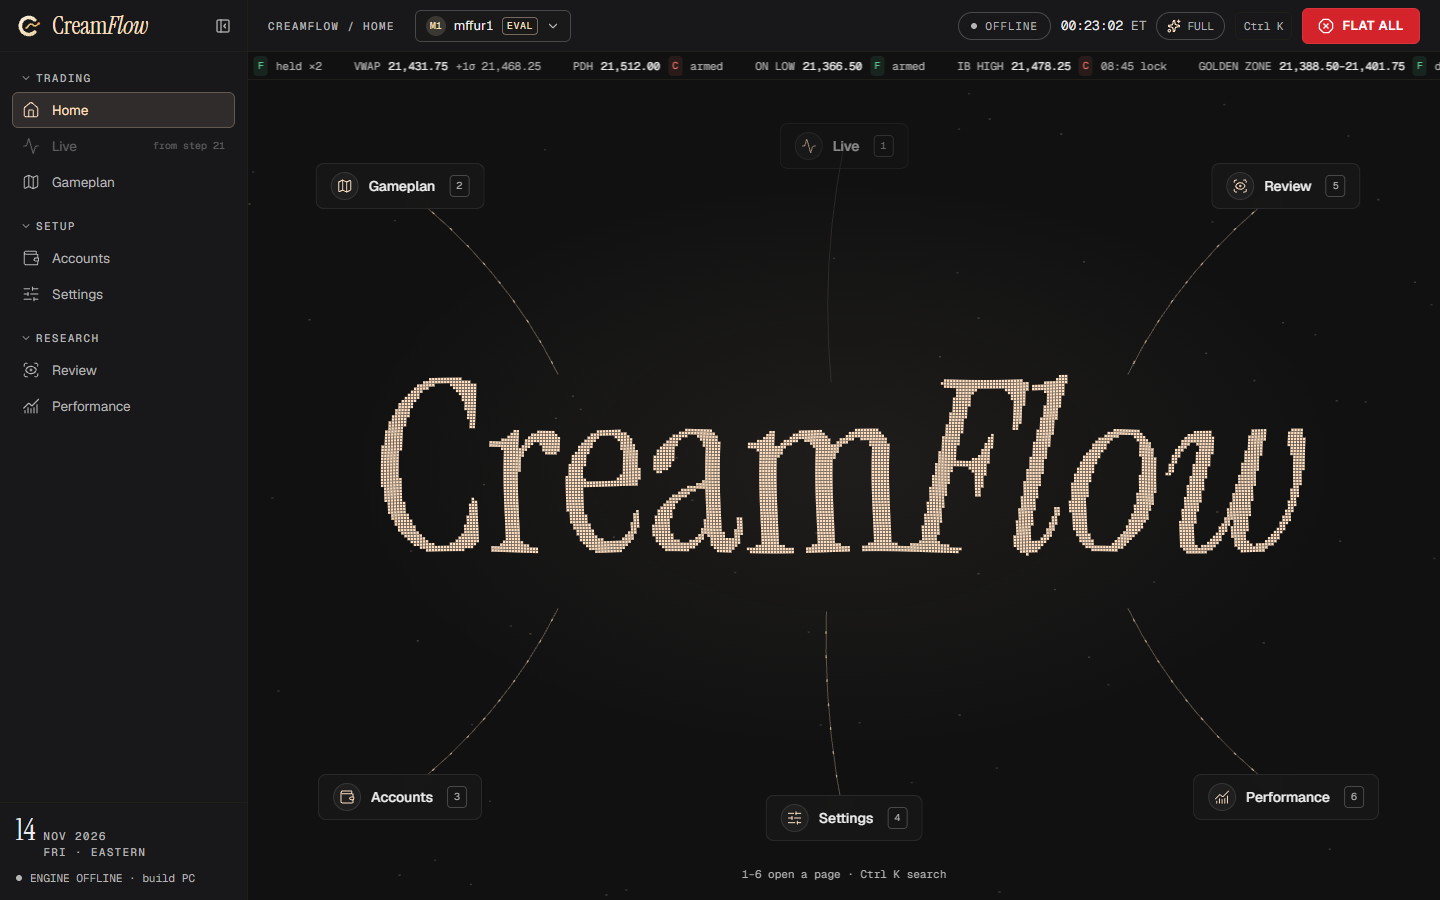 CreamFlow
CREAMFLOW / HOME
M1 mffur1 EVAL
OFFLINE
00:23:02 ET
FULL
Ctrl K
FLAT ALL
F held ×2 VWAP 21,431.75 +1σ 21,468.25 PDH 21,512.00 C armed ON LOW 21,366.50 F armed IB HIGH 21,478.25 C 08:45 lock GOLDEN ZONE 21,388.50–21,401.75 F
TRADING
Home
Live from step 21
Gameplan
SETUP
Accounts
Settings
RESEARCH
Review
Performance
14 NOV 2026
FRI · EASTERN
ENGINE OFFLINE · build PC
Live 1
Gameplan 2
Review 5
CreamFlow
Accounts 3
Settings 4
Performance 6
1–6 open a page · Ctrl K search